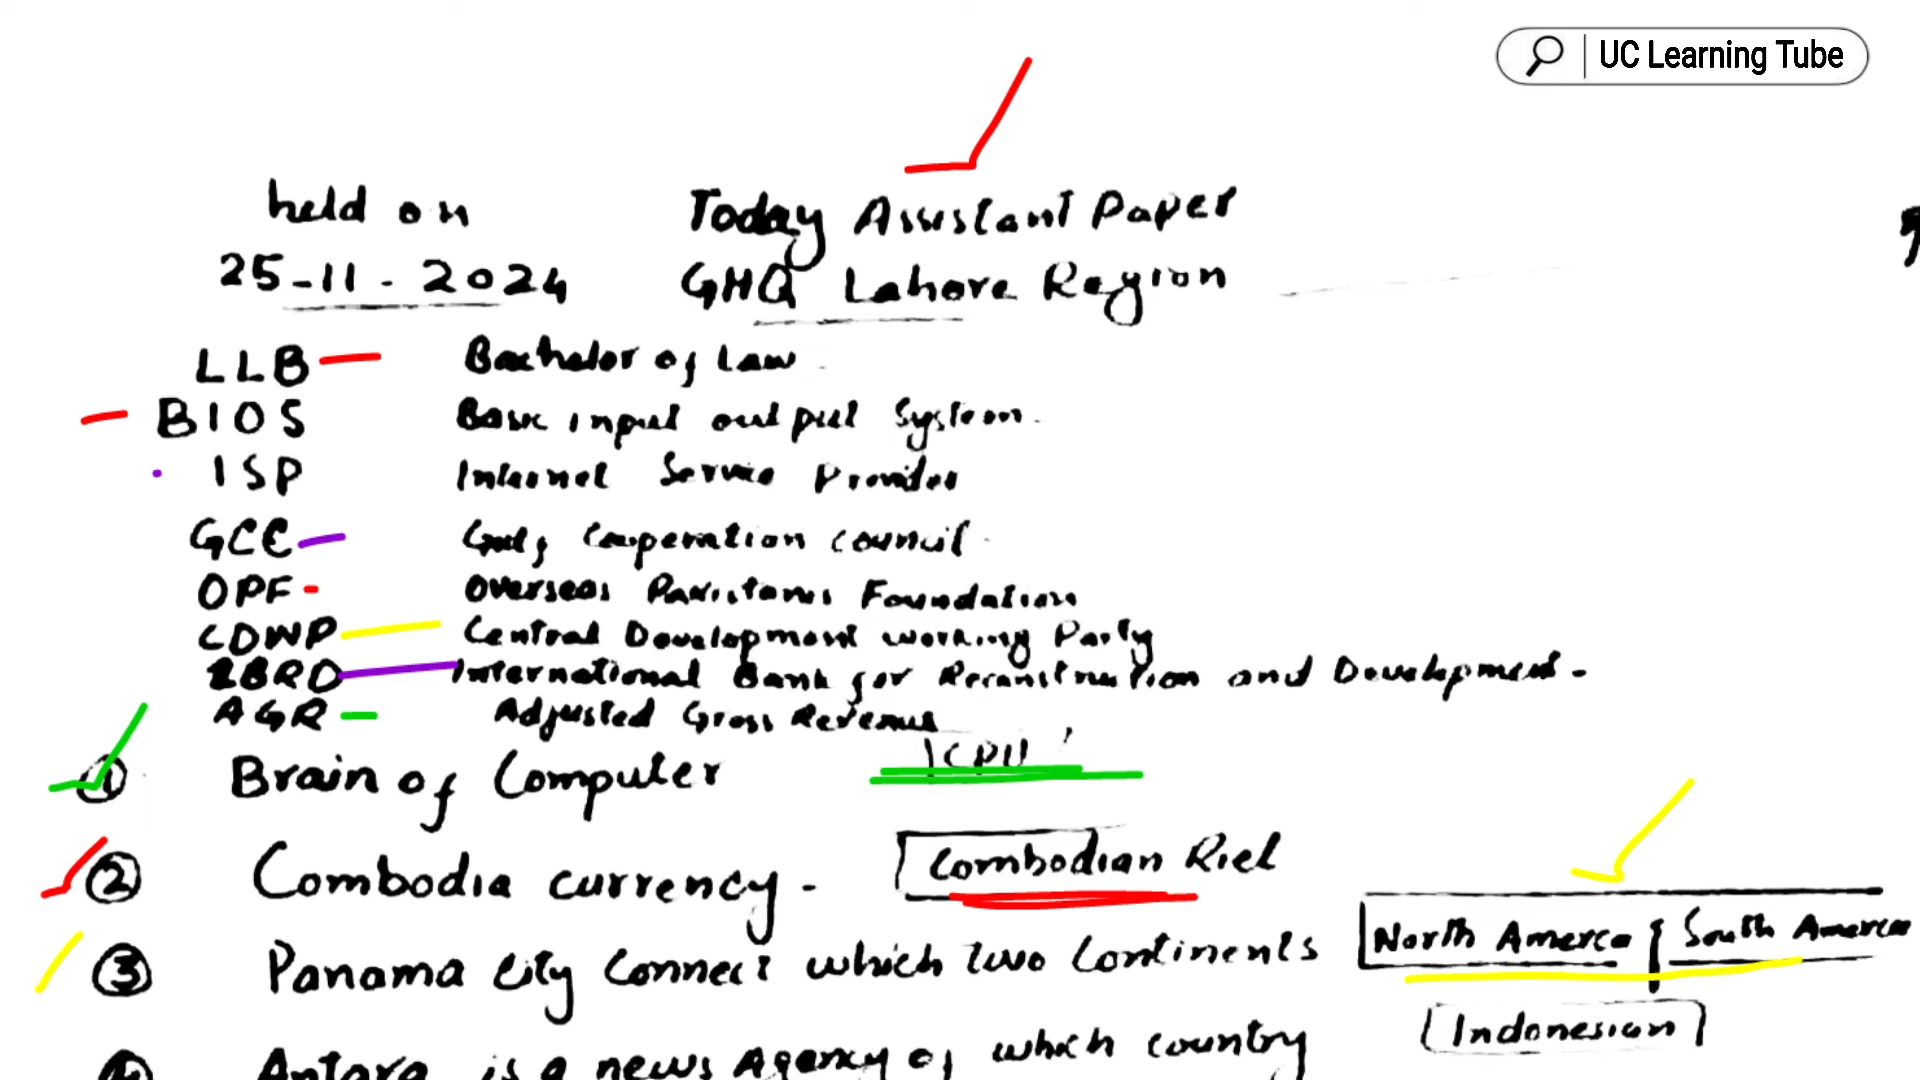 UC Learning Tube
held on Today Assistant Paper
25-11-2024 GHQ Lahore Region
LLB Bachelor of Law
BIOS Basic input output System.
ISP Internet Service Provider
GCC Gulf Cooperation council
OPF Overseas Pakistanis Foundation
CDWP Central Development working Party
IBRD International Bank for Reconstruction and Development.
AGR Adjusted Gross Revenue
① Brain of Computer CPU
② Combodia currency. Combodian Riel
③ Panama City Connect which two Continents North America South America
Antara is a news Agency of which country Indonesian